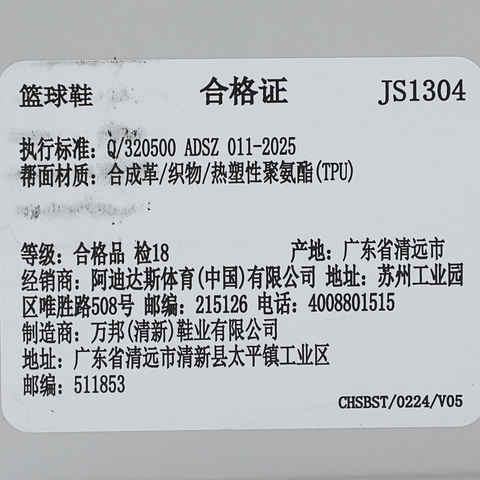 篮球鞋 合格证 JS1304
执行标准: Q/320500 ADSZ 011-2025
帮面材质: 合成革/织物/热塑性聚氨酯(TPU)
等级: 合格品 检18 产地: 广东省清远市
经销商: 阿迪达斯体育(中国)有限公司 地址: 苏州工业园
区唯胜路508号 邮编: 215126 电话: 4008801515
制造商: 万邦(清新)鞋业有限公司
地址: 广东省清远市清新县太平镇工业区
邮编: 511853
CHSBST/0224/V05